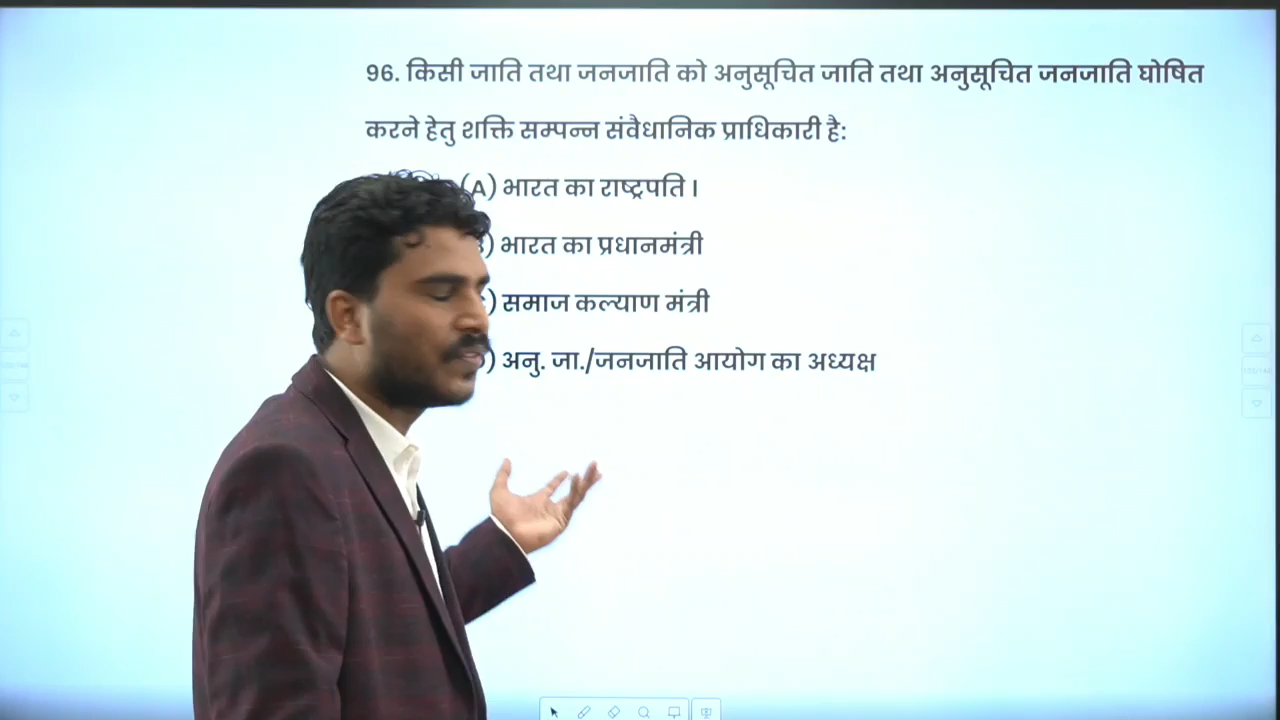 96. किसी जाति तथा जनजाति को अनुसूचित जाति तथा अनुसूचित जनजाति घोषित
करने हेतु शक्ति सम्पन्न संवैधानिक प्राधिकारी है:
(A) भारत का राष्ट्रपति।
) भारत का प्रधानमंत्री
) समाज कल्याण मंत्री
) अनु. जा./जनजाति आयोग का अध्यक्ष